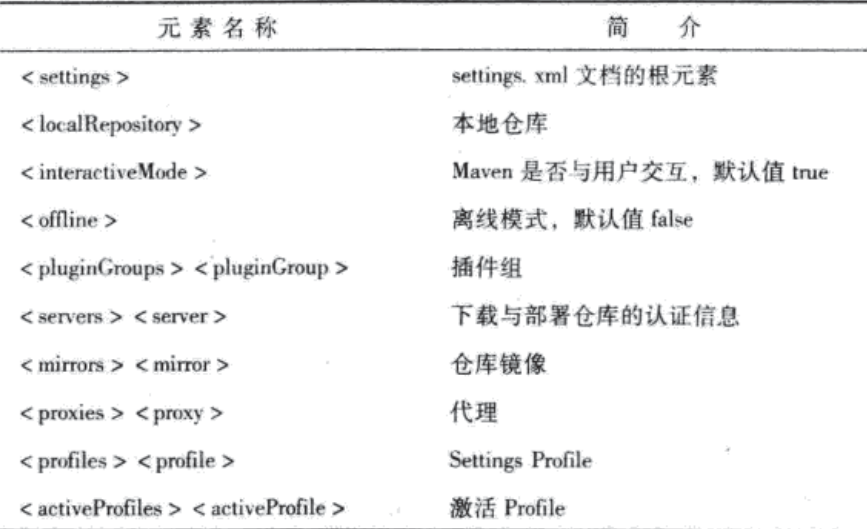 元素名称 简介
<settings> settings.xml 文档的根元素
<localRepository> 本地仓库
<interactiveMode> Maven 是否与用户交互，默认值 true
<offline> 离线模式，默认值 false
<pluginGroups> <pluginGroup> 插件组
<servers> <server> 下载与部署仓库的认证信息
<mirrors> <mirror> 仓库镜像
<proxies> <proxy> 代理
<profiles> <profile> Settings Profile
<activeProfiles> <activeProfile> 激活 Profile